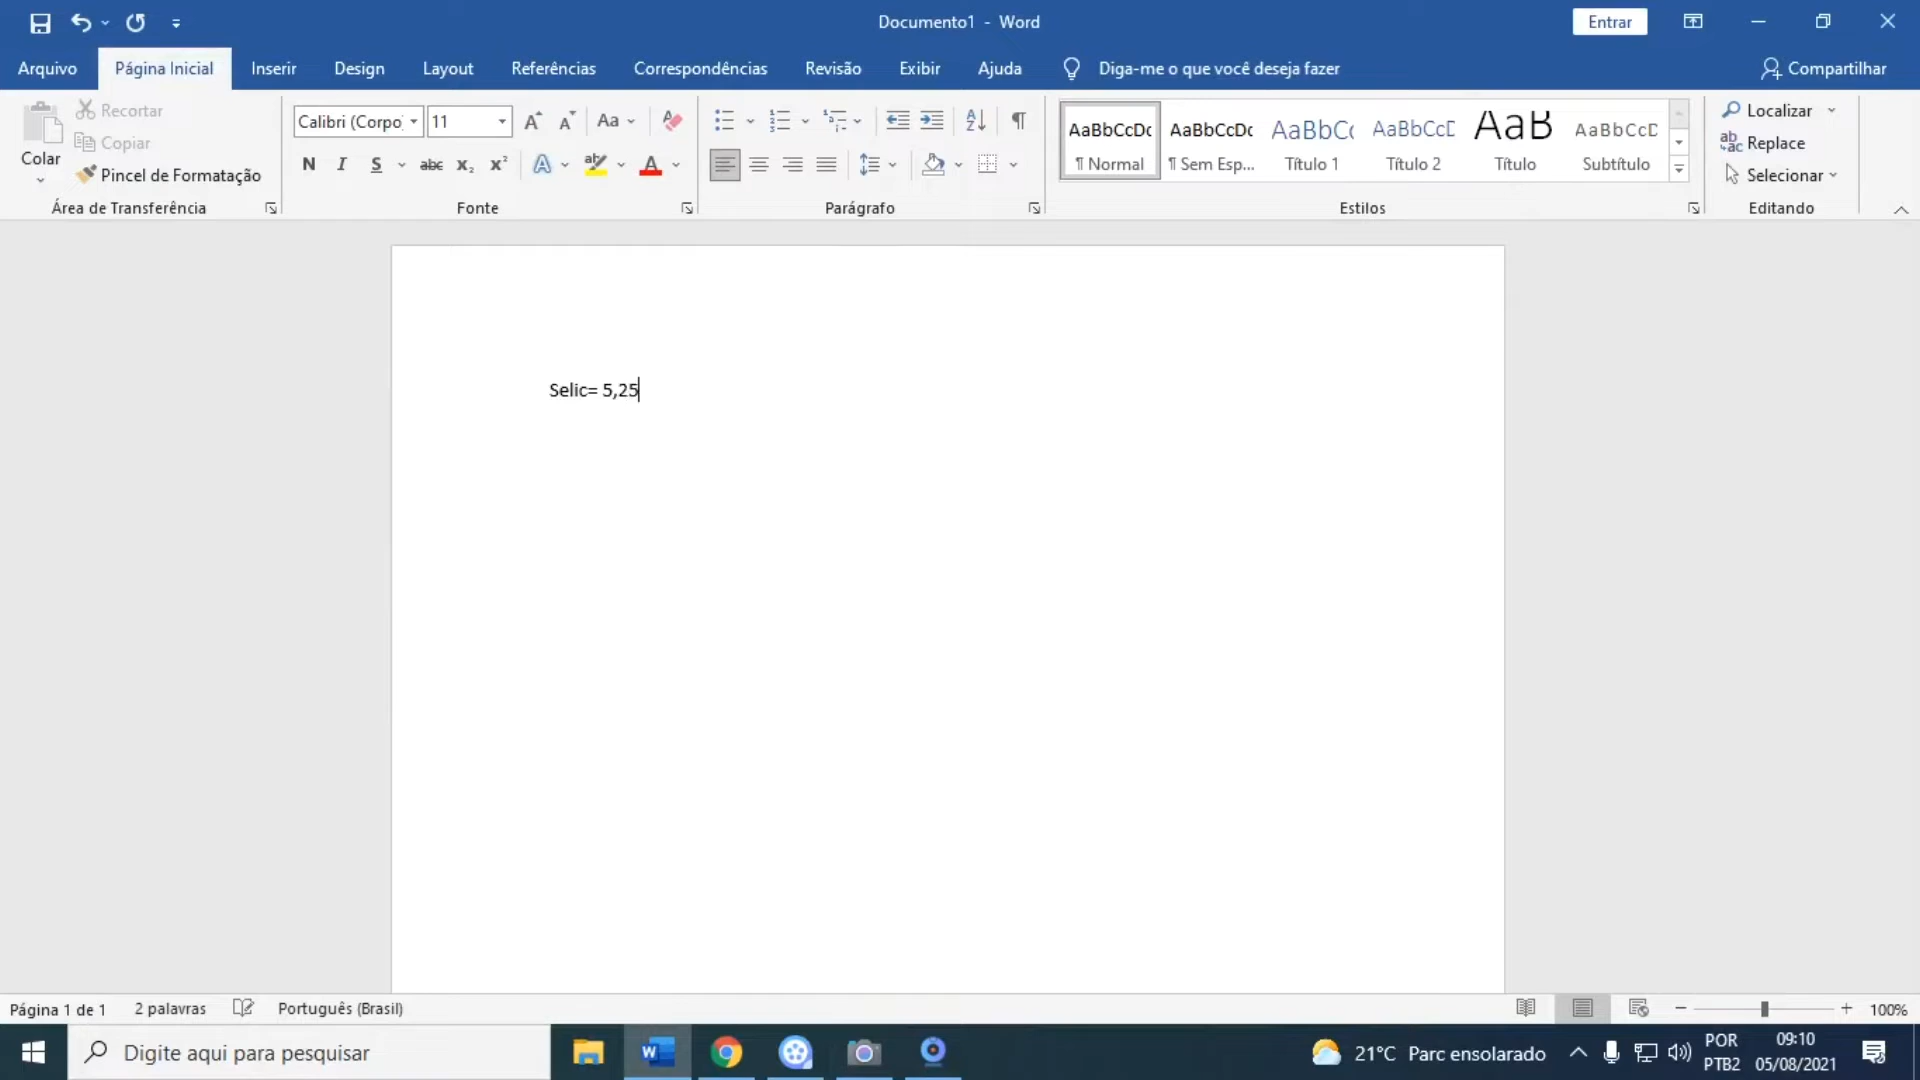 Documento1 - Word
Entrar
Arquivo Página Inicial Inserir Design Layout Referências Correspondências Revisão Exibir Ajuda Diga-me o que você deseja fazer Compartilhar
Colar
Recortar
Copiar
Pincel de Formatação
Área de Transferência
Calibri (Corpo 11
Aa
N I S abc x₂ x² A ab A
Fonte
Parágrafo
AaBbCcDc AaBbCcDc AaBbC AaBbCcD AaB AaBbCcD
¶ Normal ¶ Sem Esp... Título 1 Título 2 Título Subtítulo
Estilos
Localizar
Replace
Selecionar
Editando
Selic= 5,25
Página 1 de 1 2 palavras Português (Brasil) 100%
Digite aqui para pesquisar
21°C Parc ensolarado
POR
PTB2
09:10
05/08/2021